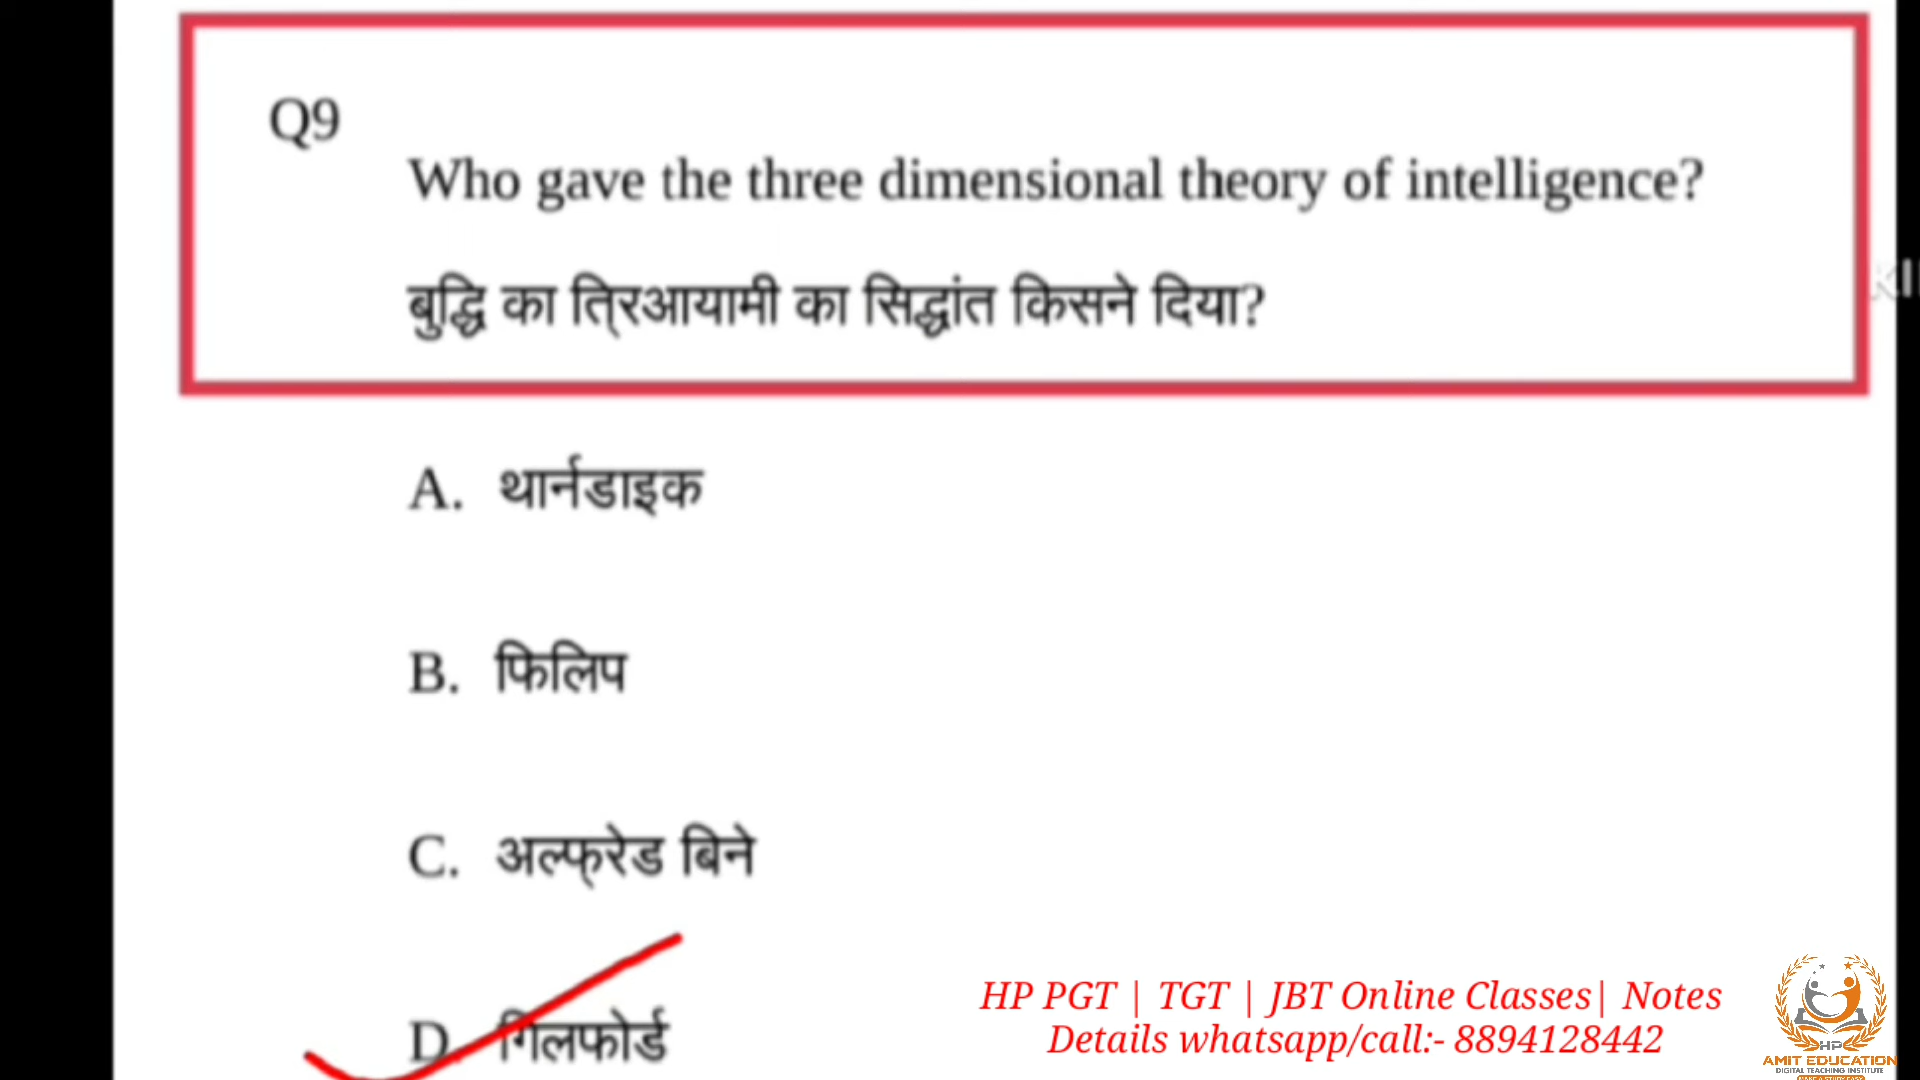 Q9
Who gave the three dimensional theory of intelligence?
बुद्धि का त्रिआयामी का सिद्धांत किसने दिया?
A. थार्नडाइक
B. फिलिप
C. अल्फ्रेड बिने
D. गिलफोर्ड
HP PGT | TGT | JBT Online Classes| Notes
Details whatsapp/call:- 8894128442
HP
AMIT EDUCATION
DIGITAL TEACHING INSTITUTE